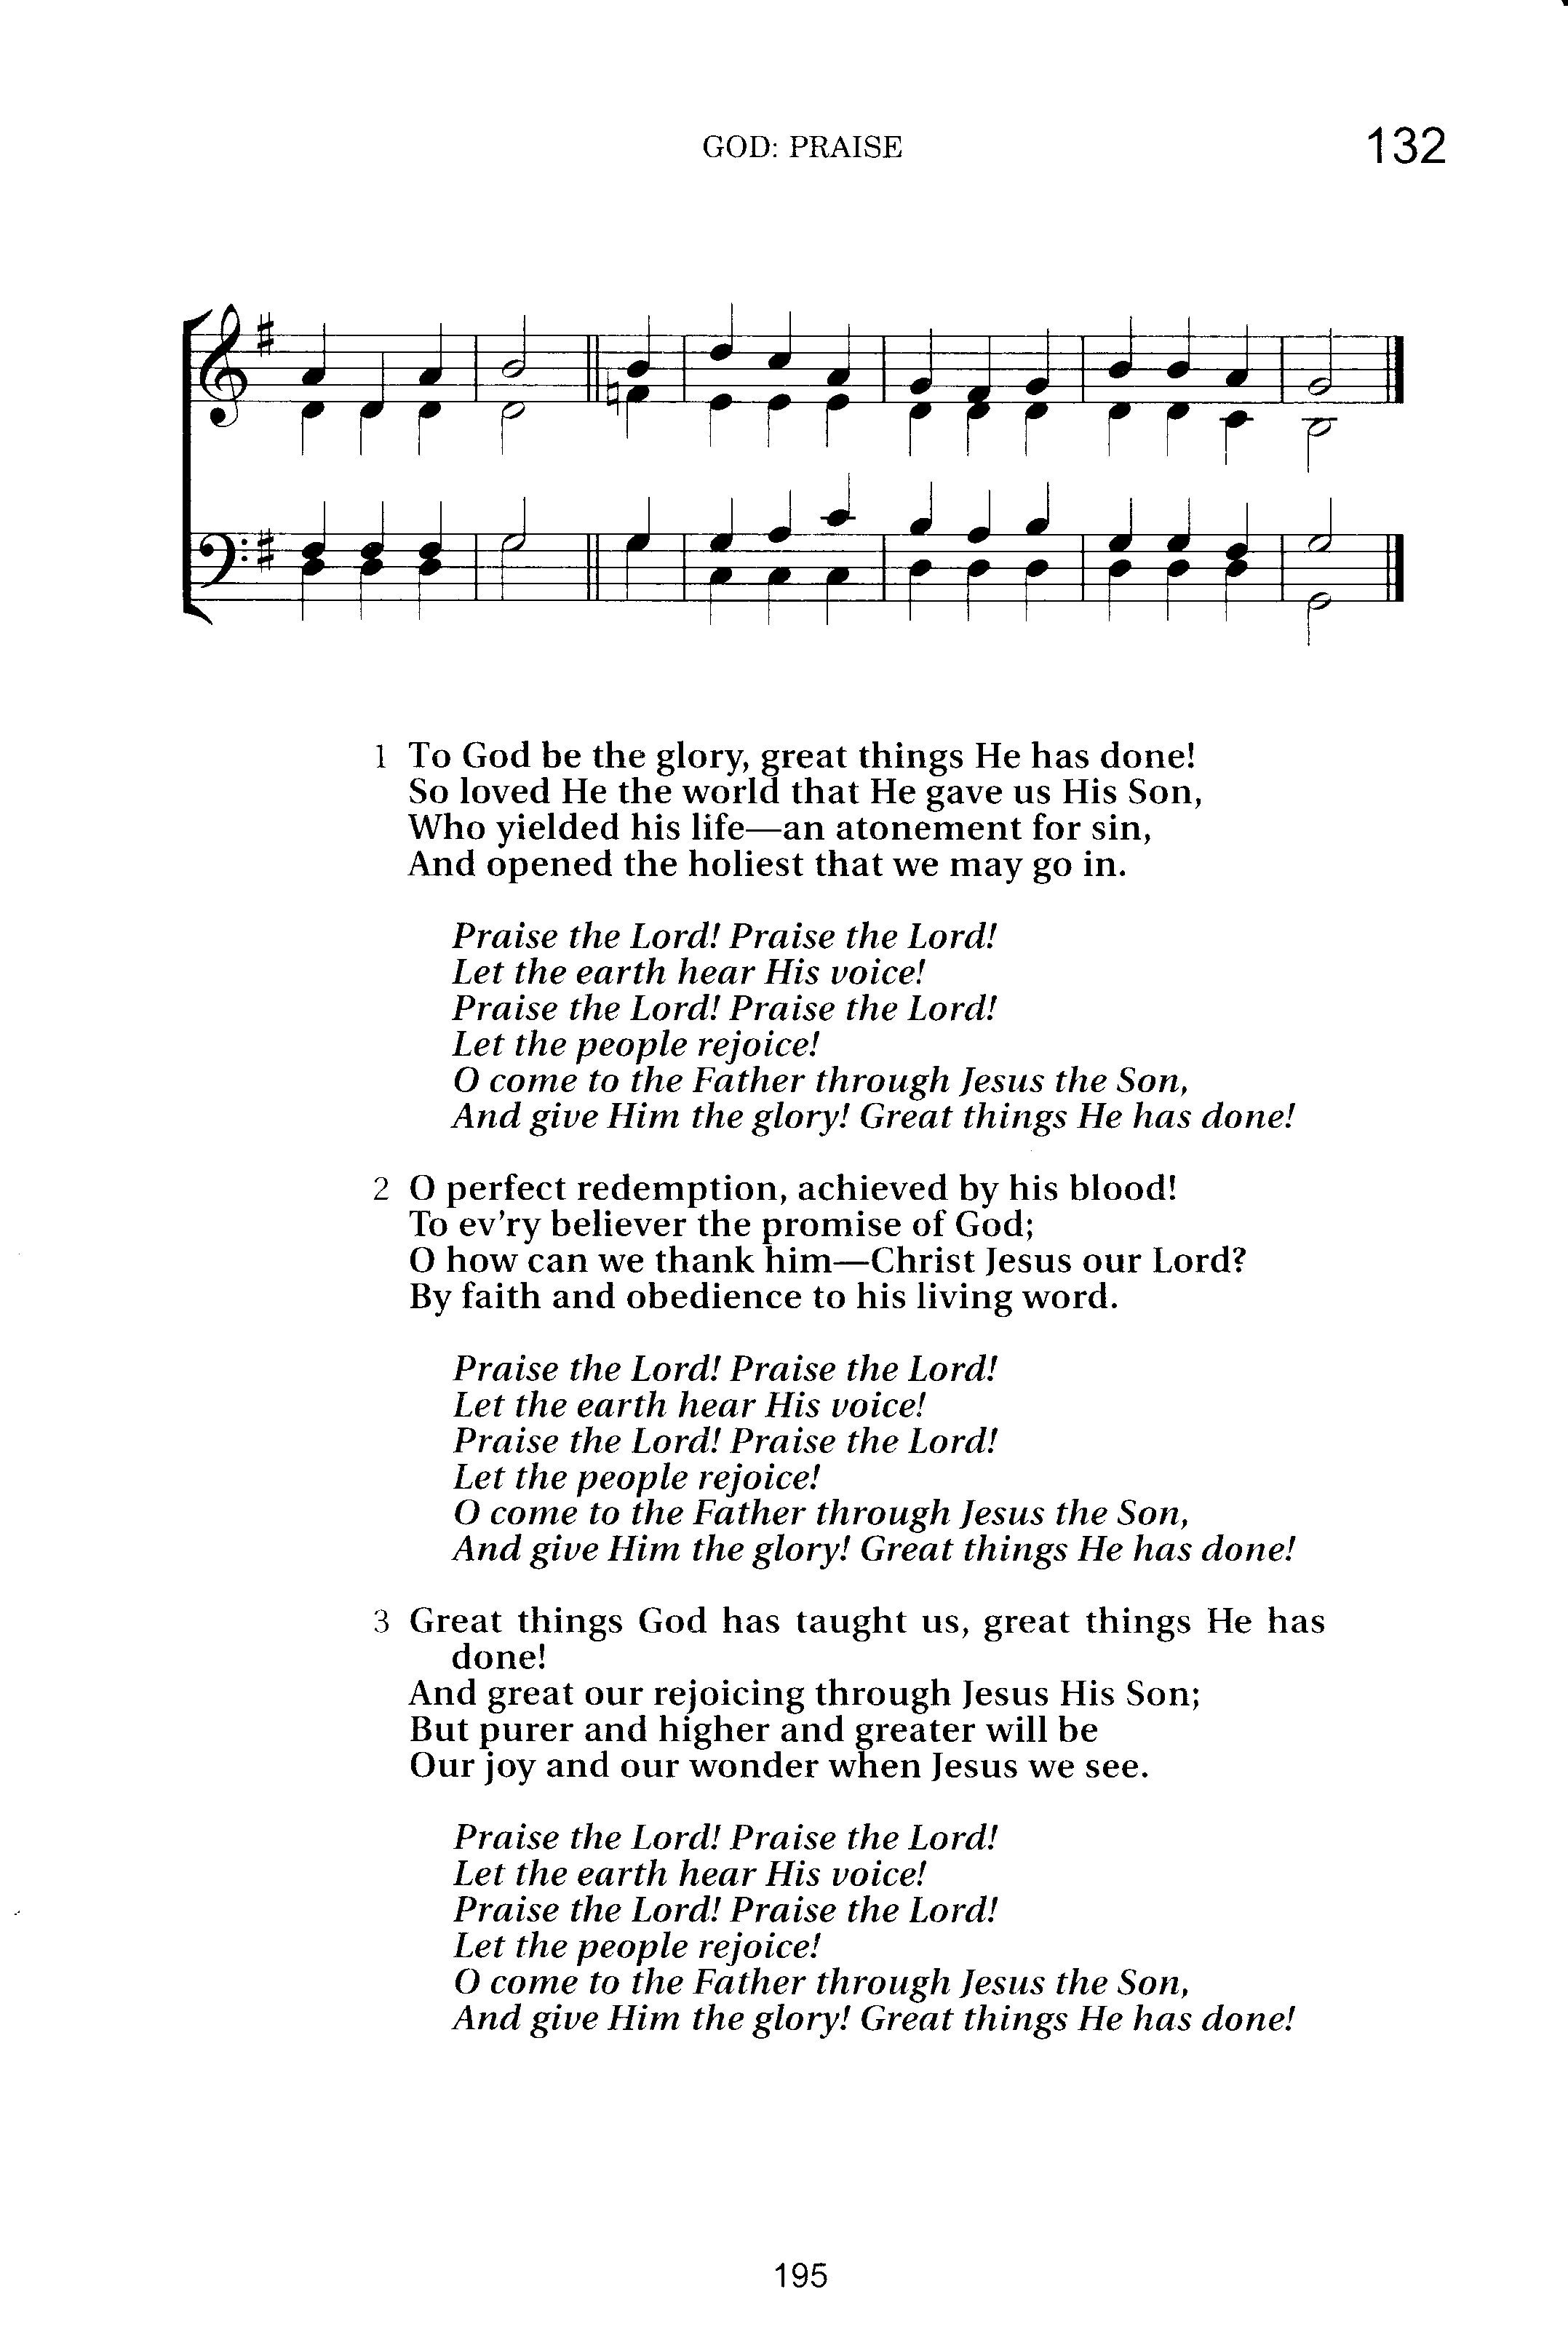 GOD: PRAISE
132
1 To God be the glory, great things He has done!
So loved He the world that He gave us His Son,
Who yielded his life—an atonement for sin,
And opened the holiest that we may go in.
Praise the Lord! Praise the Lord!
Let the earth hear His voice!
Praise the Lord! Praise the Lord!
Let the people rejoice!
O come to the Father through Jesus the Son,
And give Him the glory! Great things He has done!
2 O perfect redemption, achieved by his blood!
To ev'ry believer the promise of God;
O how can we thank him—Christ Jesus our Lord?
By faith and obedience to his living word.
Praise the Lord! Praise the Lord!
Let the earth hear His voice!
Praise the Lord! Praise the Lord!
Let the people rejoice!
O come to the Father through Jesus the Son,
And give Him the glory! Great things He has done!
3 Great things God has taught us, great things He has
done!
And great our rejoicing through Jesus His Son;
But purer and higher and greater will be
Our joy and our wonder when Jesus we see.
Praise the Lord! Praise the Lord!
Let the earth hear His voice!
Praise the Lord! Praise the Lord!
Let the people rejoice!
O come to the Father through Jesus the Son,
And give Him the glory! Great things He has done!
195